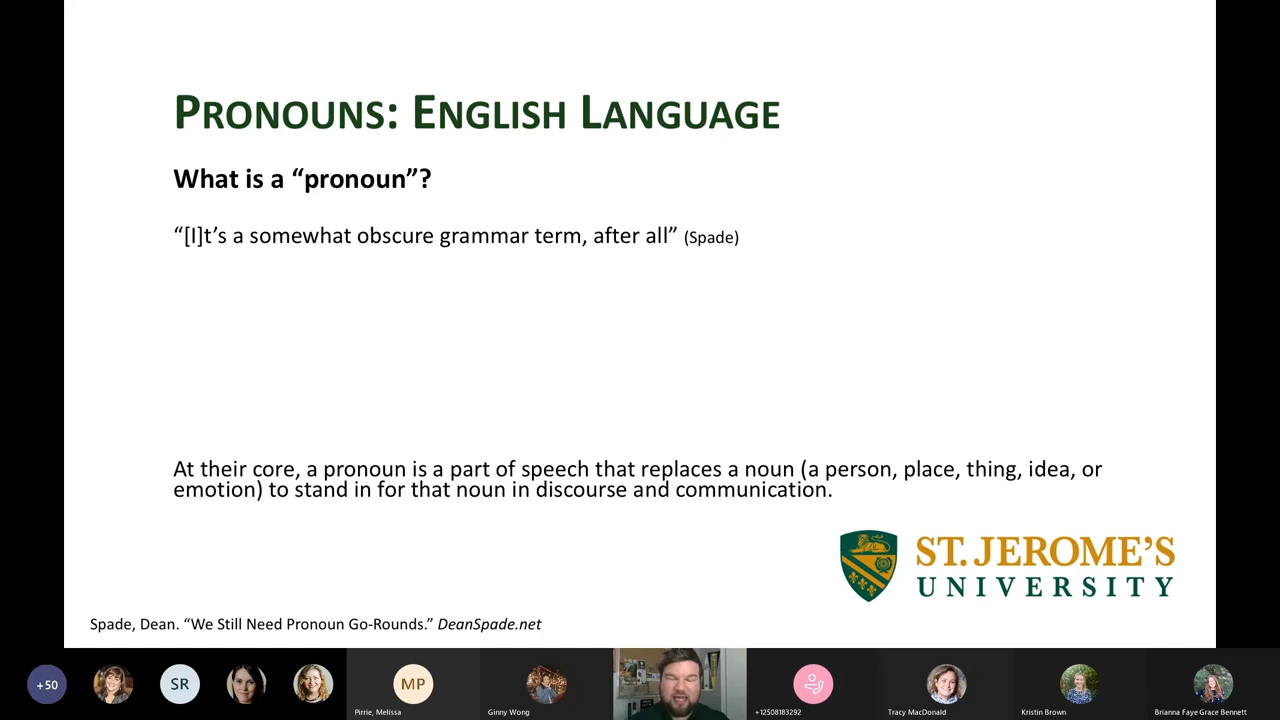 PRONOUNS: ENGLISH LANGUAGE
What is a “pronoun”?
“[I]t’s a somewhat obscure grammar term, after all” (Spade)
At their core, a pronoun is a part of speech that replaces a noun (a person, place, thing, idea, or
emotion) to stand in for that noun in discourse and communication.
ST. JEROME’S
UNIVERSITY
Spade, Dean. “We Still Need Pronoun Go-Rounds.” DeanSpade.net
+50
SR
MP
Pirrie, Melissa
Ginny Wong
+12508183292
Tracy MacDonald
Kristin Brown
Brianna Faye Grace Bennett